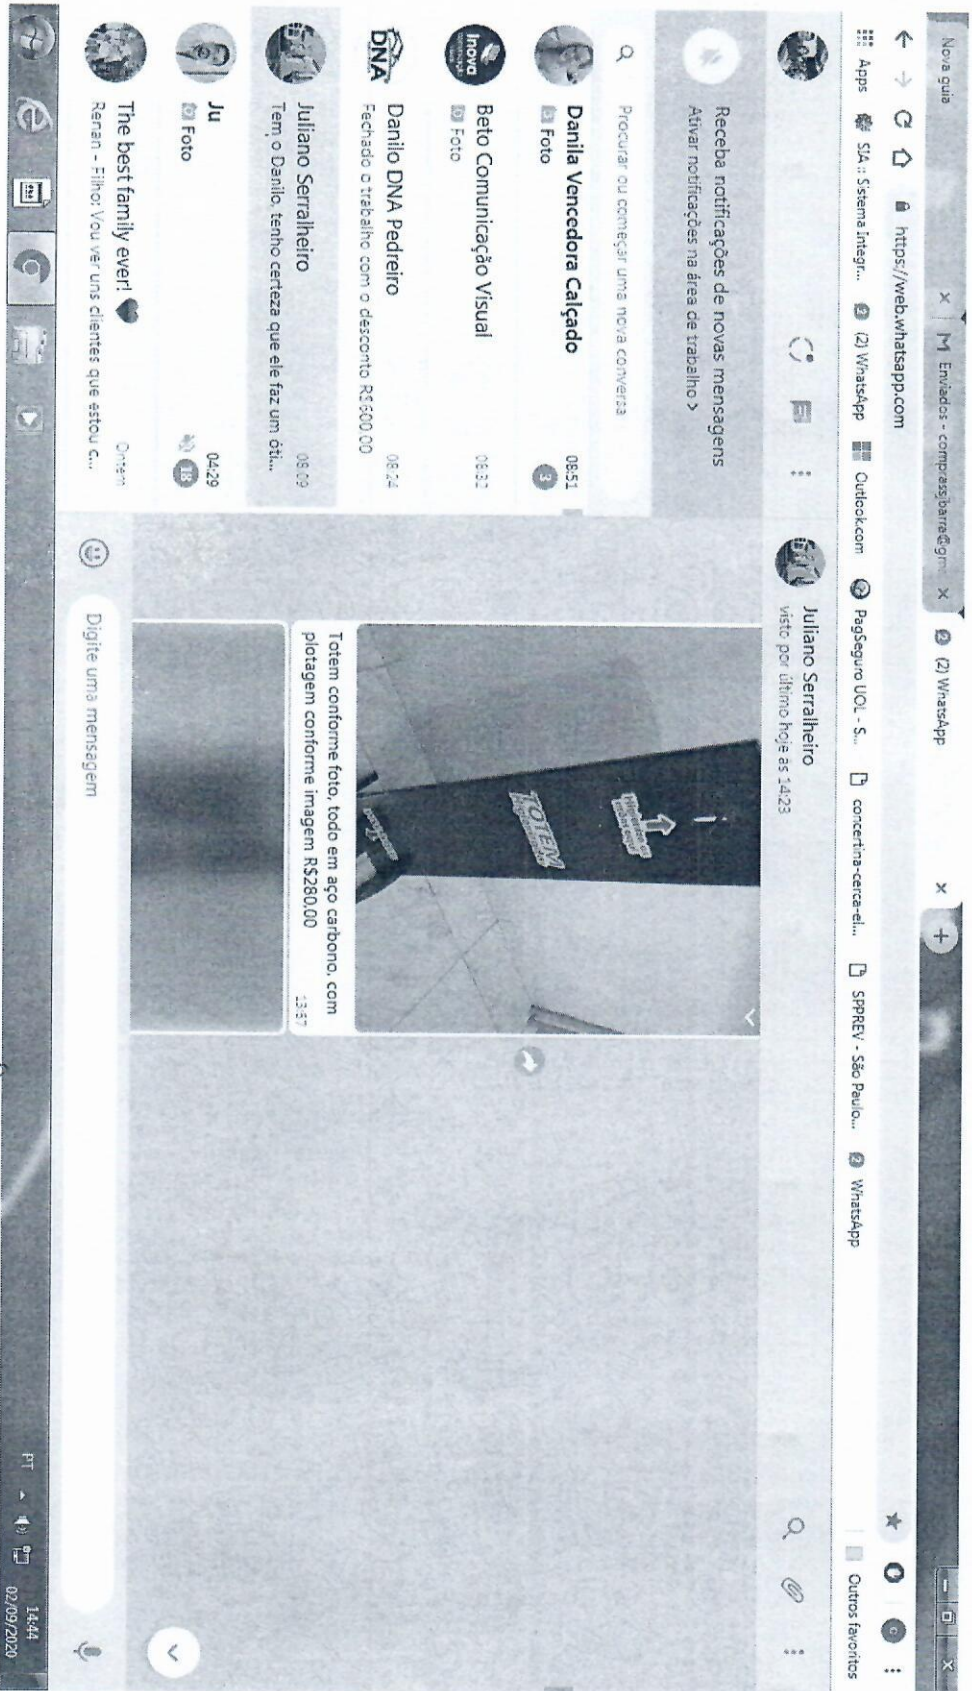 Nova guia
Enviados - comprassjbarra@gm
(2) WhatsApp
https://web.whatsapp.com
Apps
SIA :: Sistema Integr...
(2) WhatsApp
Outlook.com
PagSeguro UOL - S...
concertina-cerca-el...
SPPREV - São Paulo...
WhatsApp
Outros favoritos
Juliano Serralheiro
visto por último hoje às 14:23
Receba notificações de novas mensagens
Ativar notificações na área de trabalho >
Procurar ou começar uma nova conversa
Danila Vencedora Calçado
08:51
Foto
3
Inova
Beto Comunicação Visual
08:32
Foto
DNA
Danilo DNA Pedreiro
08:24
Fechado o trabalho com o desconto R$600,00
Juliano Serralheiro
08:09
Tem o Danilo, tenho certeza que ele faz um óti...
Ju
04:29
Foto
18
The best family ever!
Ontem
Renan - Filho: Vou ver uns clientes que estou c...
TOTEM
Totem conforme foto, todo em aço carbono, com
plotagem conforme imagem R$280,00
13:57
Digite uma mensagem
PT
14:44
02/09/2020